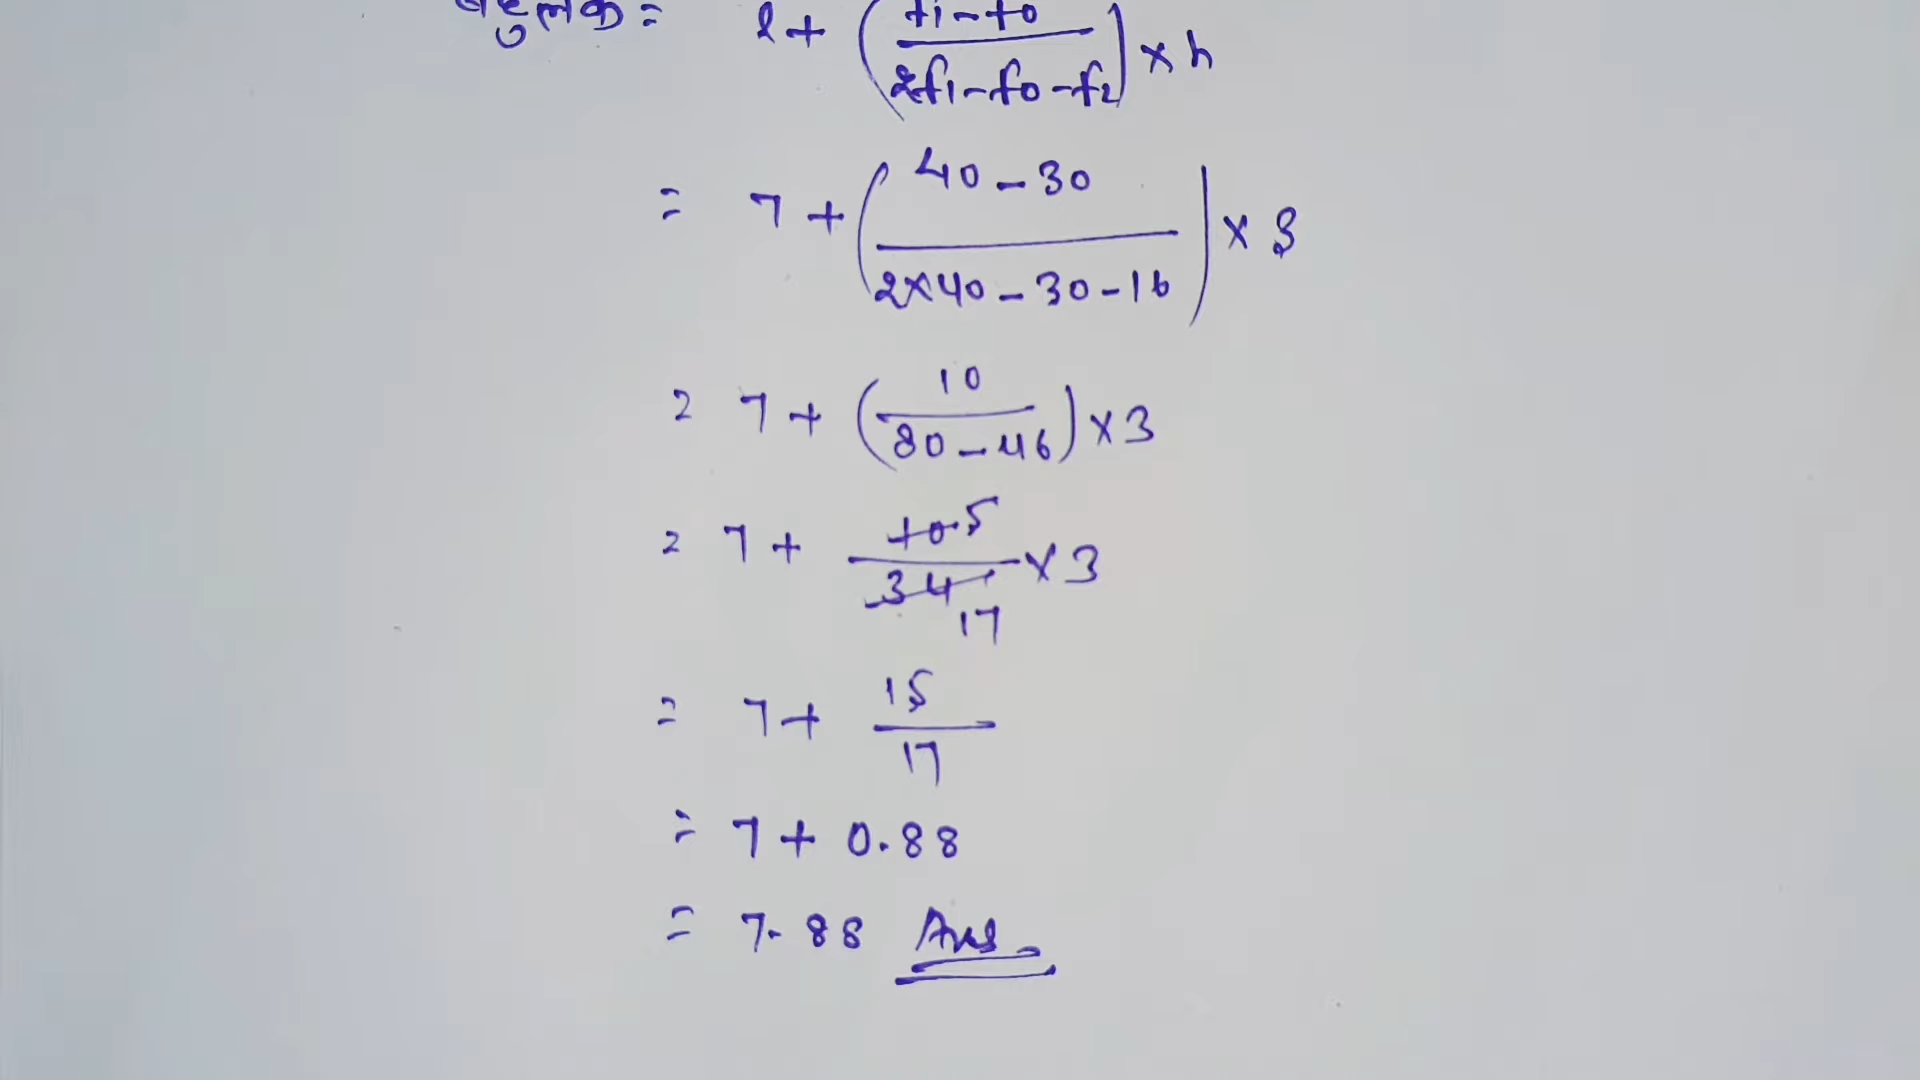 बहुलक = l + (f1-f0 / 2f1-f0-f2) × h
= 7 + (40-30 / 2×40-30-16) × 3
= 7 + (10 / 80-46) × 3
= 7 + 10 5 / 34 17 × 3
= 7 + 15 / 17
= 7 + 0.88
= 7.88 Ans.